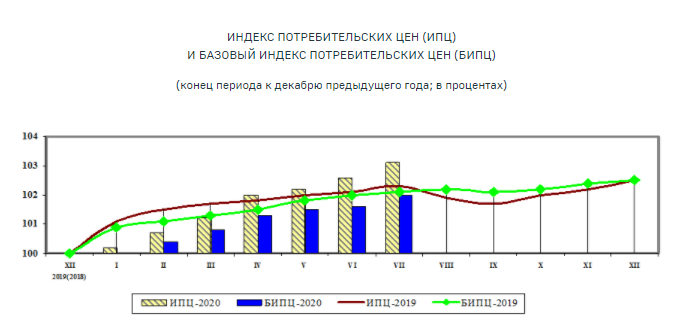 ИНДЕКС ПОТРЕБИТЕЛЬСКИХ ЦЕН (ИПЦ)
И БАЗОВЫЙ ИНДЕКС ПОТРЕБИТЕЛЬСКИХ ЦЕН (БИПЦ)
(конец периода к декабрю предыдущего года; в процентах)
104
103
102
101
100
XII I II III IV V VI VII VIII IX X XI XII
2019(2018)
ИПЦ-2020 БИПЦ-2020 ИПЦ-2019 БИПЦ-2019